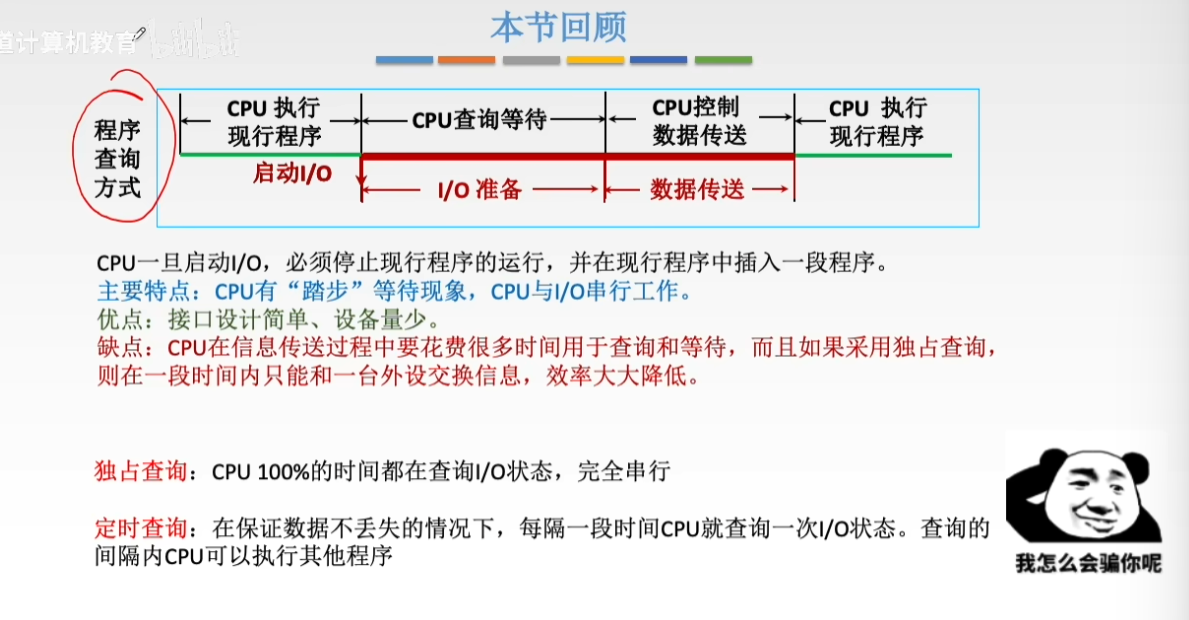 道计算机教育
本节回顾
程序
查询
方式
CPU 执行
现行程序
CPU查询等待
CPU控制
数据传送
CPU 执行
现行程序
启动I/O
I/O 准备
数据传送
CPU一旦启动I/O，必须停止现行程序的运行，并在现行程序中插入一段程序。
主要特点：CPU有“踏步”等待现象，CPU与I/O串行工作。
优点：接口设计简单、设备量少。
缺点：CPU在信息传送过程中要花费很多时间用于查询和等待，而且如果采用独占查询，
则在一段时间内只能和一台外设交换信息，效率大大降低。
独占查询：CPU 100%的时间都在查询I/O状态，完全串行
定时查询：在保证数据不丢失的情况下，每隔一段时间CPU就查询一次I/O状态。查询的
间隔内CPU可以执行其他程序
我怎么会骗你呢